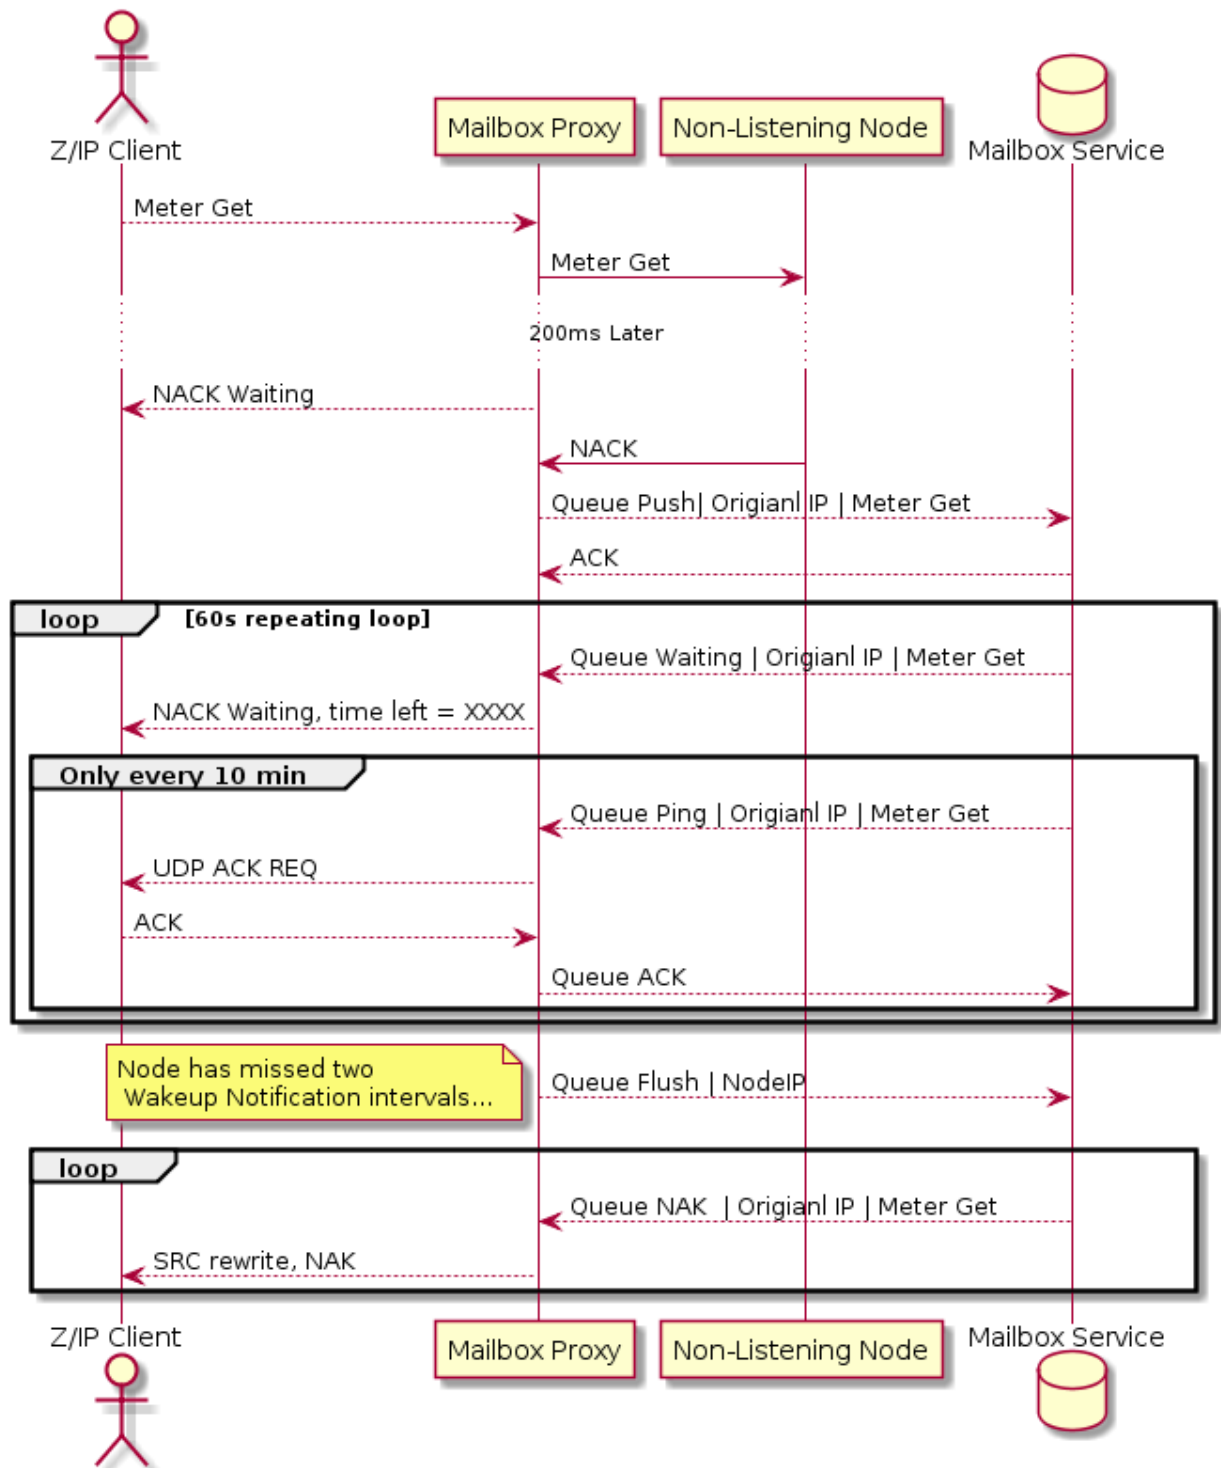 Z/IP Client
Mailbox Proxy
Non-Listening Node
Mailbox Service
Meter Get
Meter Get
200ms Later
NACK Waiting
NACK
Queue Push| Origianl IP | Meter Get
ACK
loop
[60s repeating loop]
Queue Waiting | Origianl IP | Meter Get
NACK Waiting, time left = XXXX
Only every 10 min
Queue Ping | Origianl IP | Meter Get
UDP ACK REQ
ACK
Queue ACK
Node has missed two
Wakeup Notification intervals...
Queue Flush | NodeIP
loop
Queue NAK  | Origianl IP | Meter Get
SRC rewrite, NAK
Z/IP Client
Mailbox Proxy
Non-Listening Node
Mailbox Service